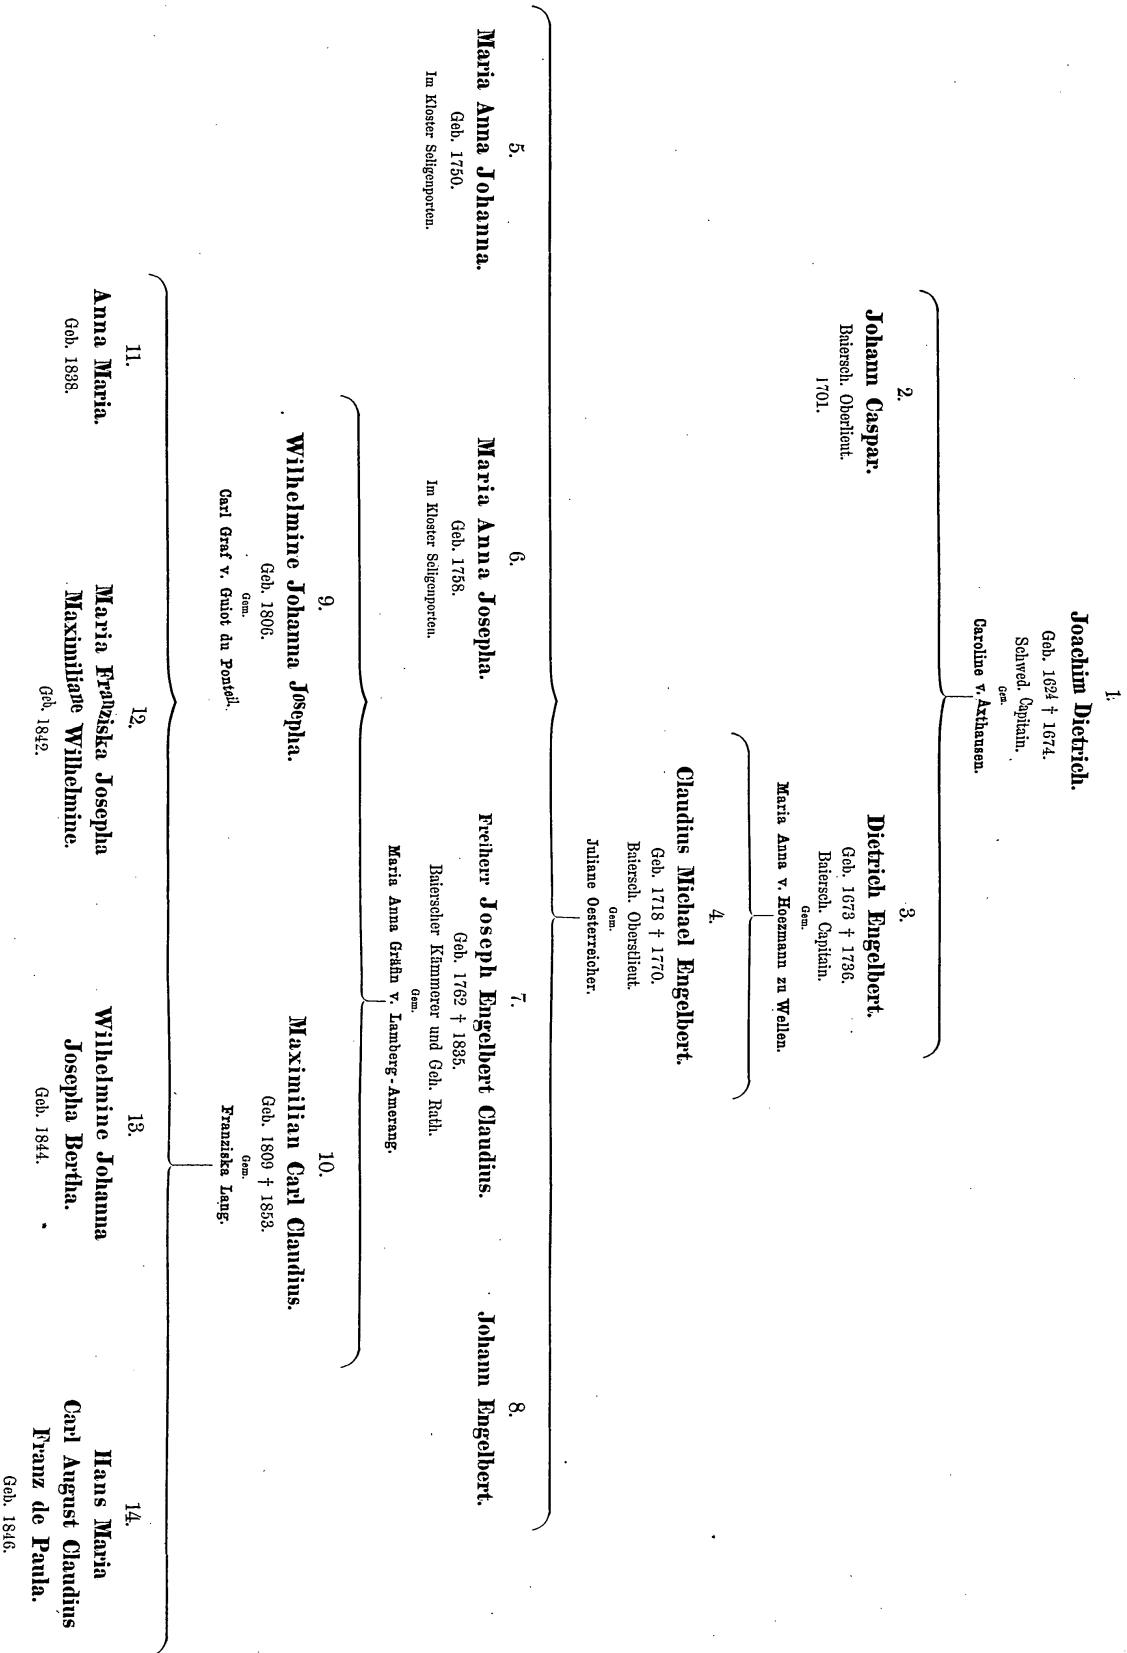 1.
Joachim Dietrich.
Geb. 1624 † 1674.
Schwed. Capitain.
Gem.
Caroline v. Axthausen.
2.
Johann Caspar.
Baiersch. Oberlieut.
1701.
3.
Dietrich Engelbert.
Geb. 1673 † 1736.
Baiersch. Capitain.
Gem.
Maria Anna v. Hoezmann zu Wellen.
4.
Claudius Michael Engelbert.
Geb. 1718 † 1770.
Baiersch. Oberstlieut.
Gem.
Juliane Oesterreicher.
5.
Maria Anna Johanna.
Geb. 1750.
Im Kloster Seligenporten.
6.
Maria Anna Josepha.
Geb. 1758.
Im Kloster Seligenporten.
7.
Freiherr Joseph Engelbert Claudius.
Geb. 1762 † 1835.
Baierscher Kämmerer und Geh. Rath.
Gem.
Maria Anna Gräfin v. Lamberg-Amerang.
8.
Johann Engelbert.
9.
Wilhelmine Johanna Josepha.
Geb. 1806.
Gem.
Carl Graf v. Guiot du Ponteil.
10.
Maximilian Carl Claudius.
Geb. 1809 † 1853.
Gem.
Franziska Lang.
11.
Anna Maria.
Geb. 1838.
12.
Maria Franziska Josepha
Maximiliane Wilhelmine.
Geb. 1842.
13.
Wilhelmine Johanna
Josepha Bertha.
Geb. 1844.
14.
Hans Maria
Carl August Claudius
Franz de Paula.
Geb. 1846.